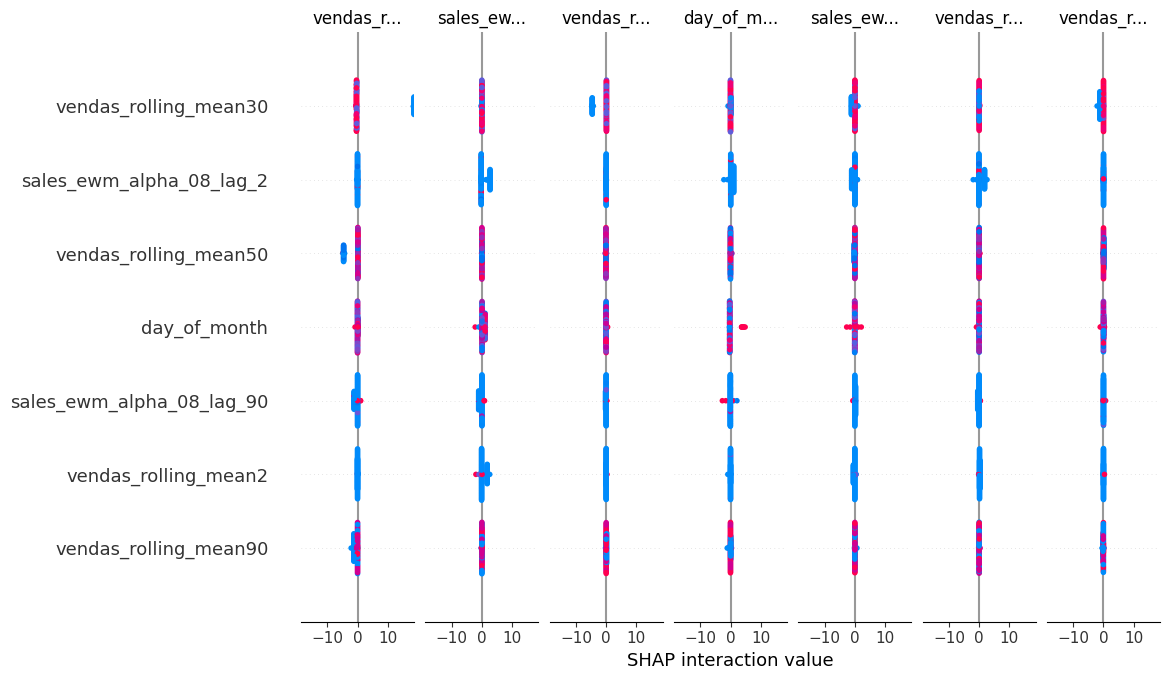 vendas_r... sales_ew... vendas_r... day_of_m... sales_ew... vendas_r... vendas_r...
vendas_rolling_mean30
sales_ewm_alpha_08_lag_2
vendas_rolling_mean50
day_of_month
sales_ewm_alpha_08_lag_90
vendas_rolling_mean2
vendas_rolling_mean90
−10 0 10 −10 0 10 −10 0 10 −10 0 10 −10 0 10 −10 0 10 −10 0 10
SHAP interaction value